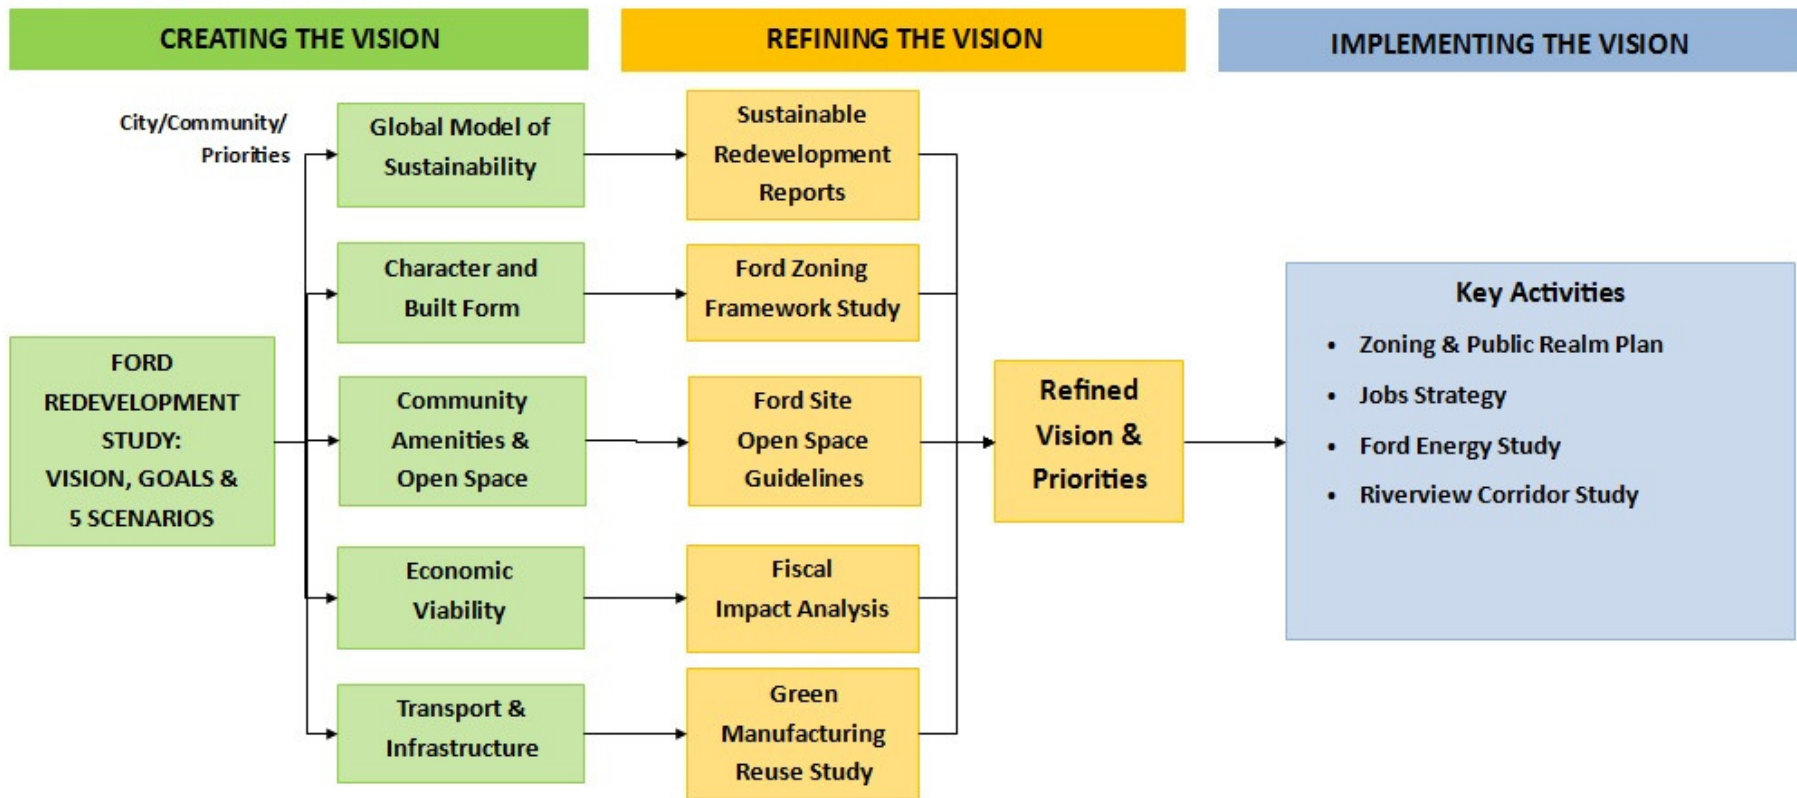 CREATING THE VISION
REFINING THE VISION
IMPLEMENTING THE VISION
City/Community/
Priorities
FORD
REDEVELOPMENT
STUDY:
VISION, GOALS &
5 SCENARIOS
Global Model of
Sustainability
Character and
Built Form
Community
Amenities &
Open Space
Economic
Viability
Transport &
Infrastructure
Sustainable
Redevelopment
Reports
Ford Zoning
Framework Study
Ford Site
Open Space
Guidelines
Fiscal
Impact Analysis
Green
Manufacturing
Reuse Study
Refined
Vision &
Priorities
Key Activities
• Zoning & Public Realm Plan
• Jobs Strategy
• Ford Energy Study
• Riverview Corridor Study